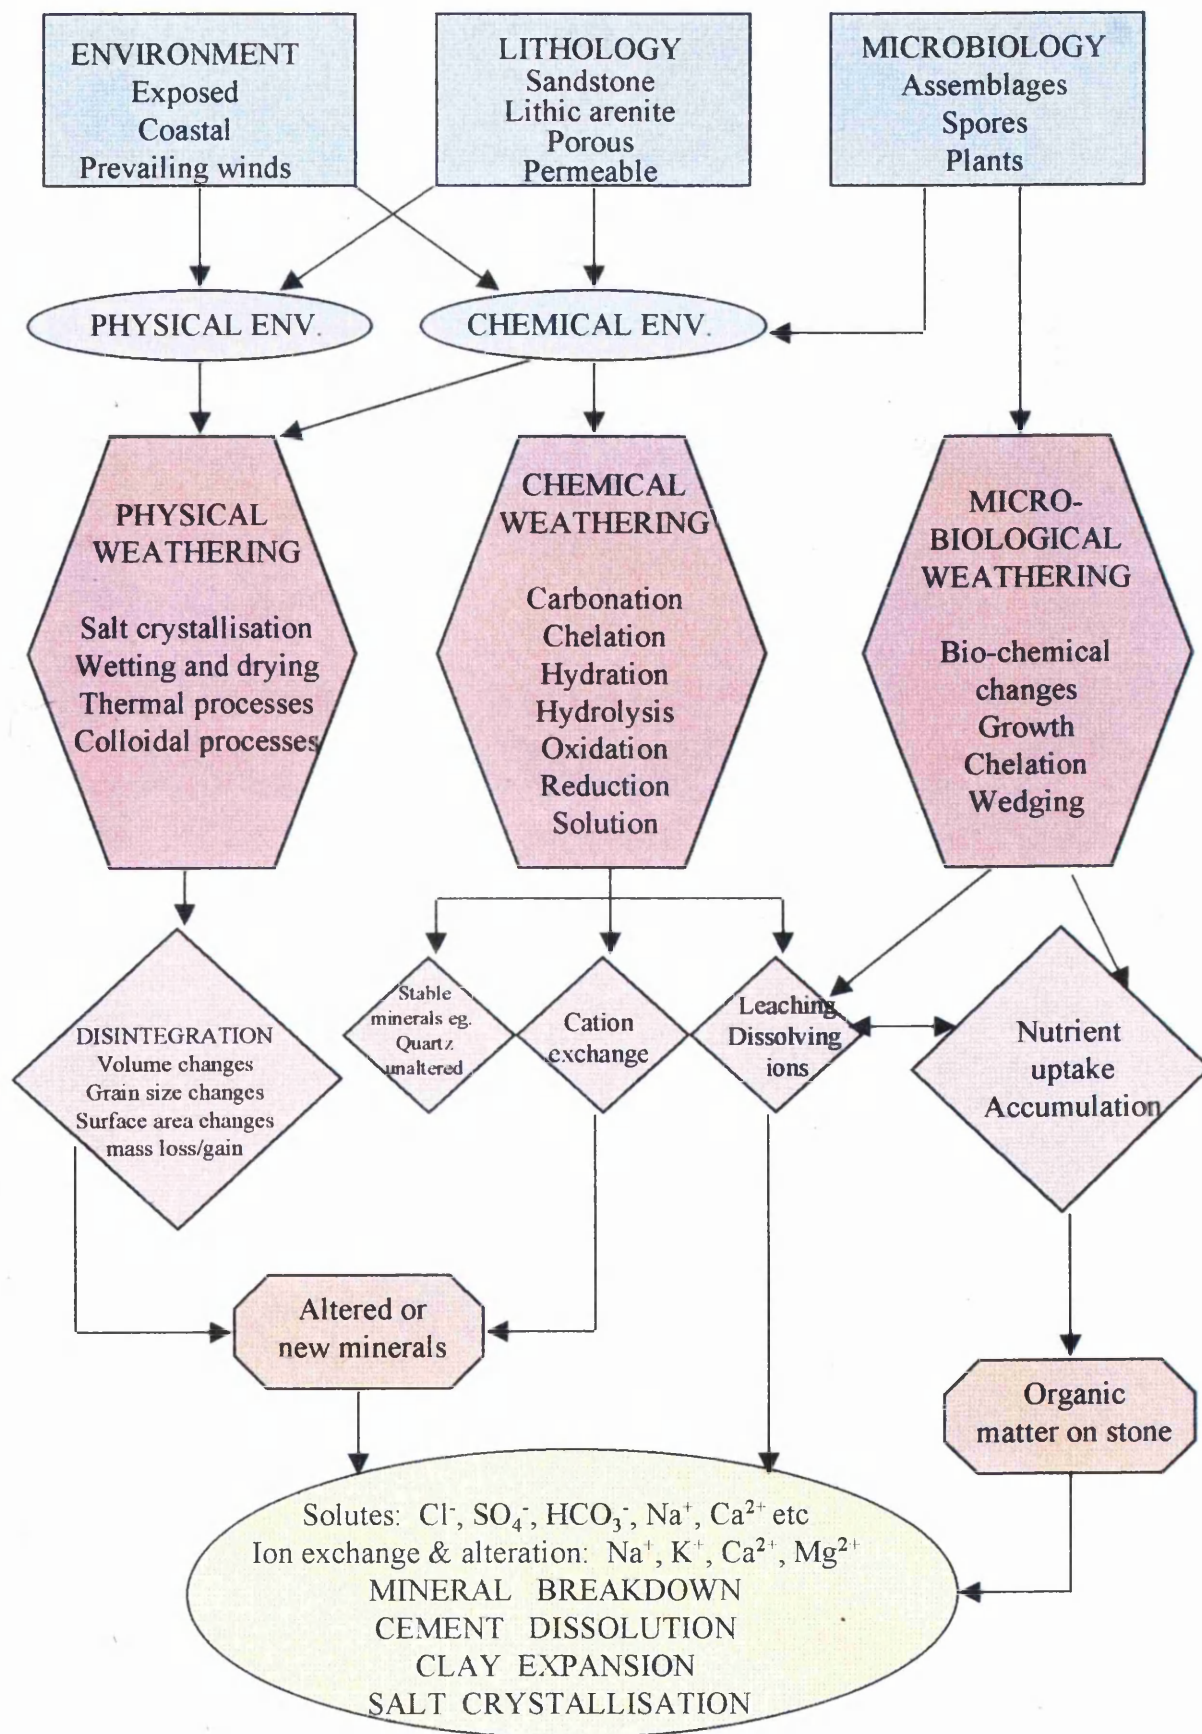 ENVIRONMENT
Exposed
Coastal
Prevailing winds
LITHOLOGY
Sandstone
Lithic arenite
Porous
Permeable
MICROBIOLOGY
Assemblages
Spores
Plants
PHYSICAL ENV.
CHEMICAL ENV.
PHYSICAL
WEATHERING
Salt crystallisation
Wetting and drying
Thermal processes
Colloidal processes
CHEMICAL
WEATHERING
Carbonation
Chelation
Hydration
Hydrolysis
Oxidation
Reduction
Solution
MICRO-
BIOLOGICAL
WEATHERING
Bio-chemical
changes
Growth
Chelation
Wedging
DISINTEGRATION
Volume changes
Grain size changes
Surface area changes
mass loss/gain
Stable
minerals eg.
Quartz
unaltered
Cation
exchange
Leaching
Dissolving
ions
Nutrient
uptake
Accumulation
Altered or
new minerals
Organic
matter on stone
Solutes: Cl⁻, SO₄⁻, HCO₃⁻, Na⁺, Ca²⁺ etc
Ion exchange & alteration: Na⁺, K⁺, Ca²⁺, Mg²⁺
MINERAL BREAKDOWN
CEMENT DISSOLUTION
CLAY EXPANSION
SALT CRYSTALLISATION